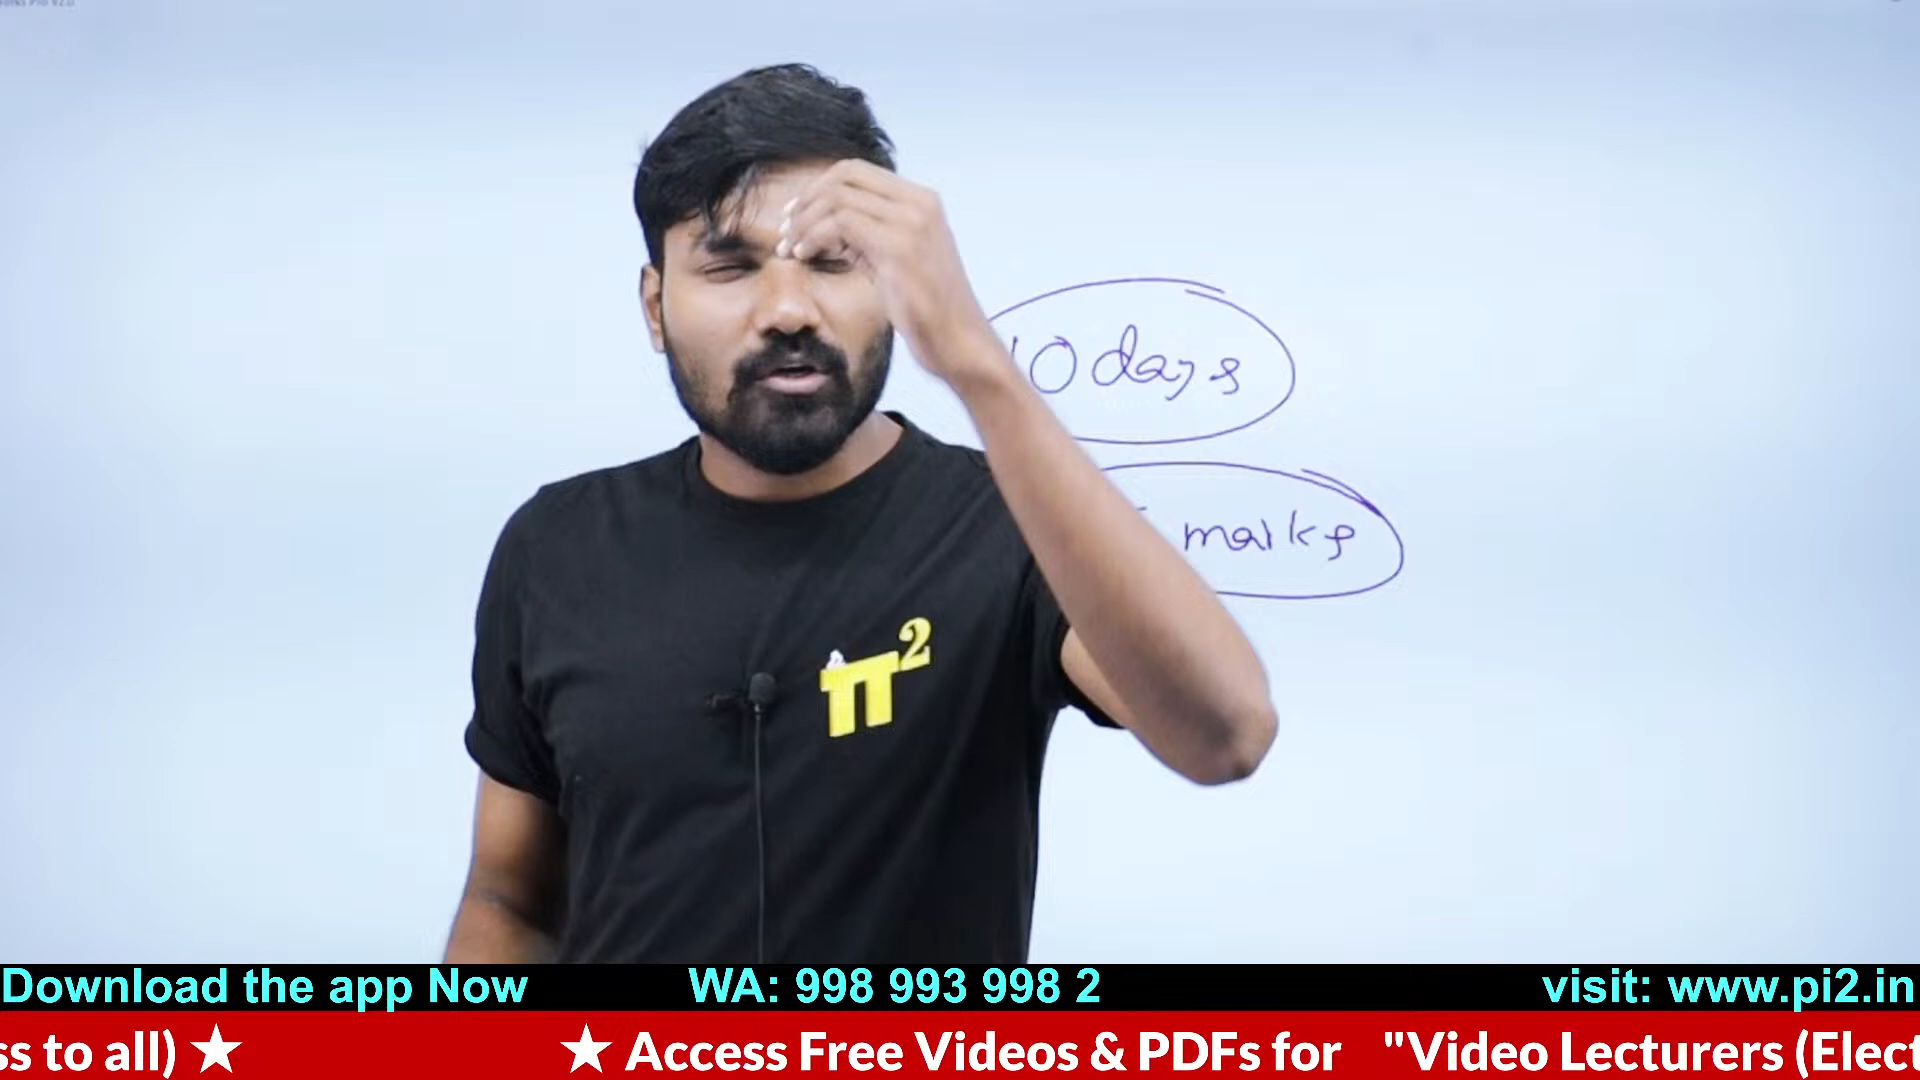 10 days
marks
π²
Download the app Now WA: 998 993 998 2 visit: www.pi2.in
ss to all) ★ ★ Access Free Videos & PDFs for "Video Lecturers (Elect